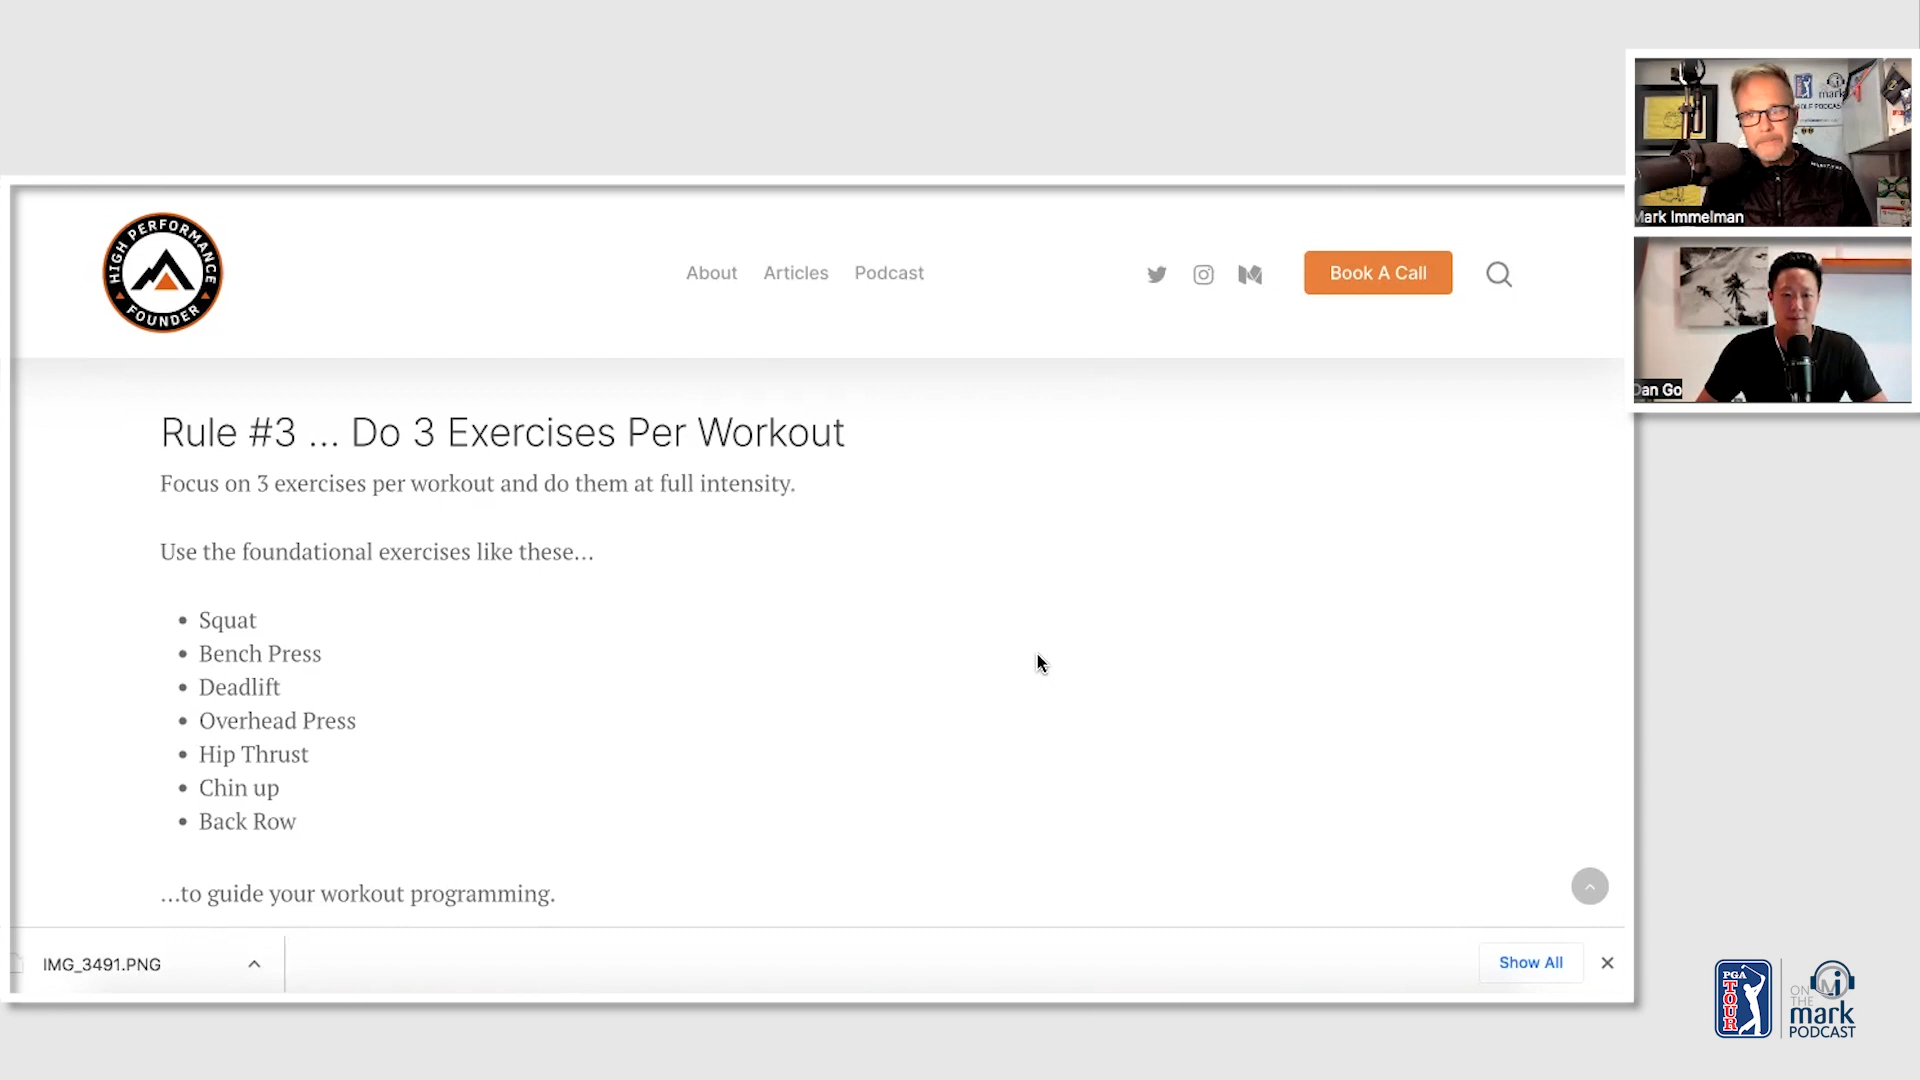 HIGH PERFORMANCE
FOUNDER
About
Articles
Podcast
Book A Call
Rule #3 ... Do 3 Exercises Per Workout
Focus on 3 exercises per workout and do them at full intensity.
Use the foundational exercises like these…
Squat
Bench Press
Deadlift
Overhead Press
Hip Thrust
Chin up
Back Row
…to guide your workout programming.
IMG_3491.PNG
Show All
mark
Mark Immelman
Dan Go
PGA
TOUR
ON
THE
mark
PODCAST